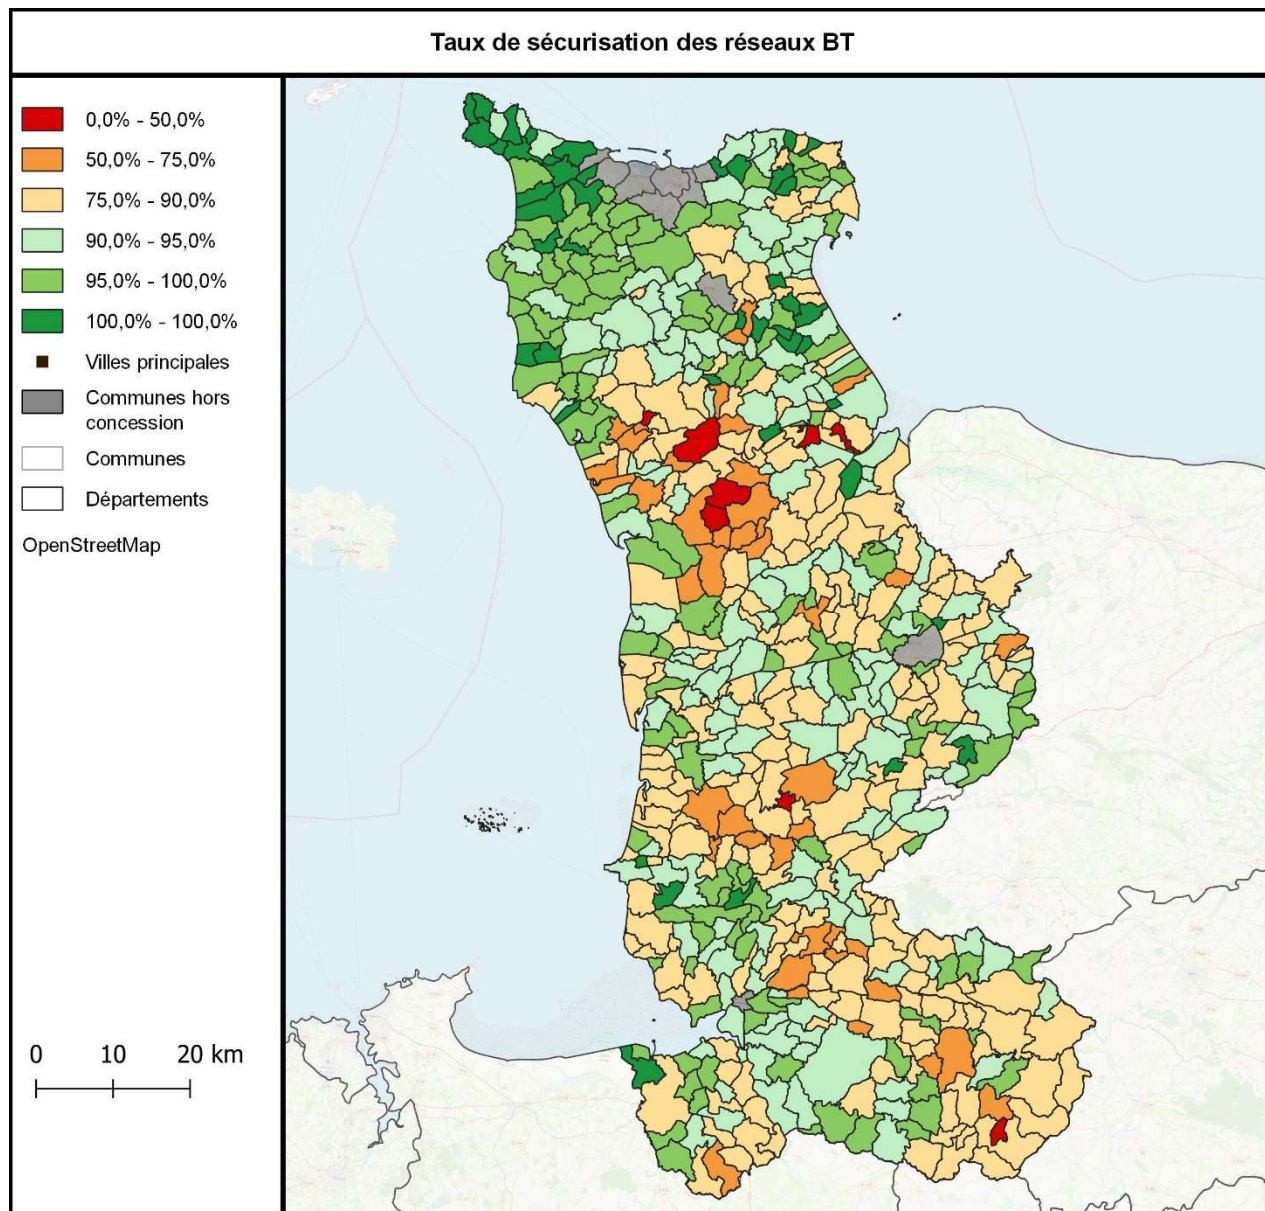 Taux de sécurisation des réseaux BT
0,0% - 50,0%
50,0% - 75,0%
75,0% - 90,0%
90,0% - 95,0%
95,0% - 100,0%
100,0% - 100,0%
Villes principales
Communes hors
concession
Communes
Départements
OpenStreetMap
0 10 20 km